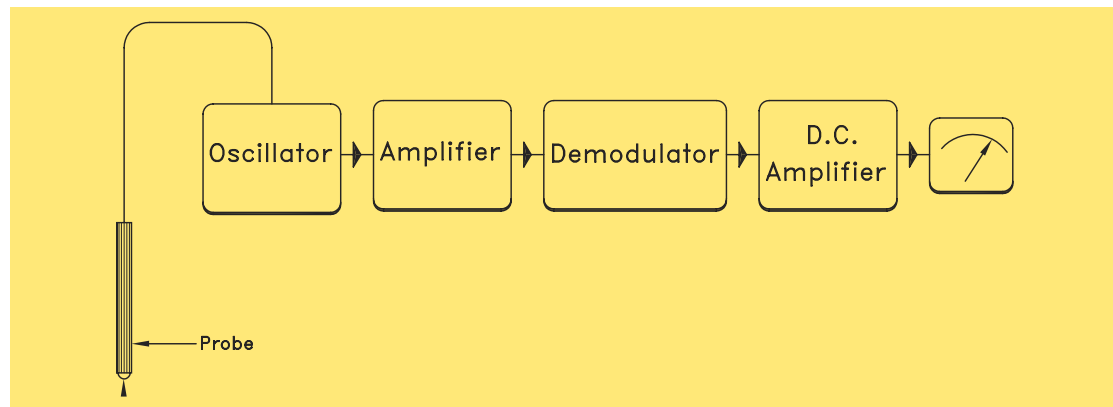 Oscillator
Amplifier
Demodulator
D.C.
Amplifier
Probe